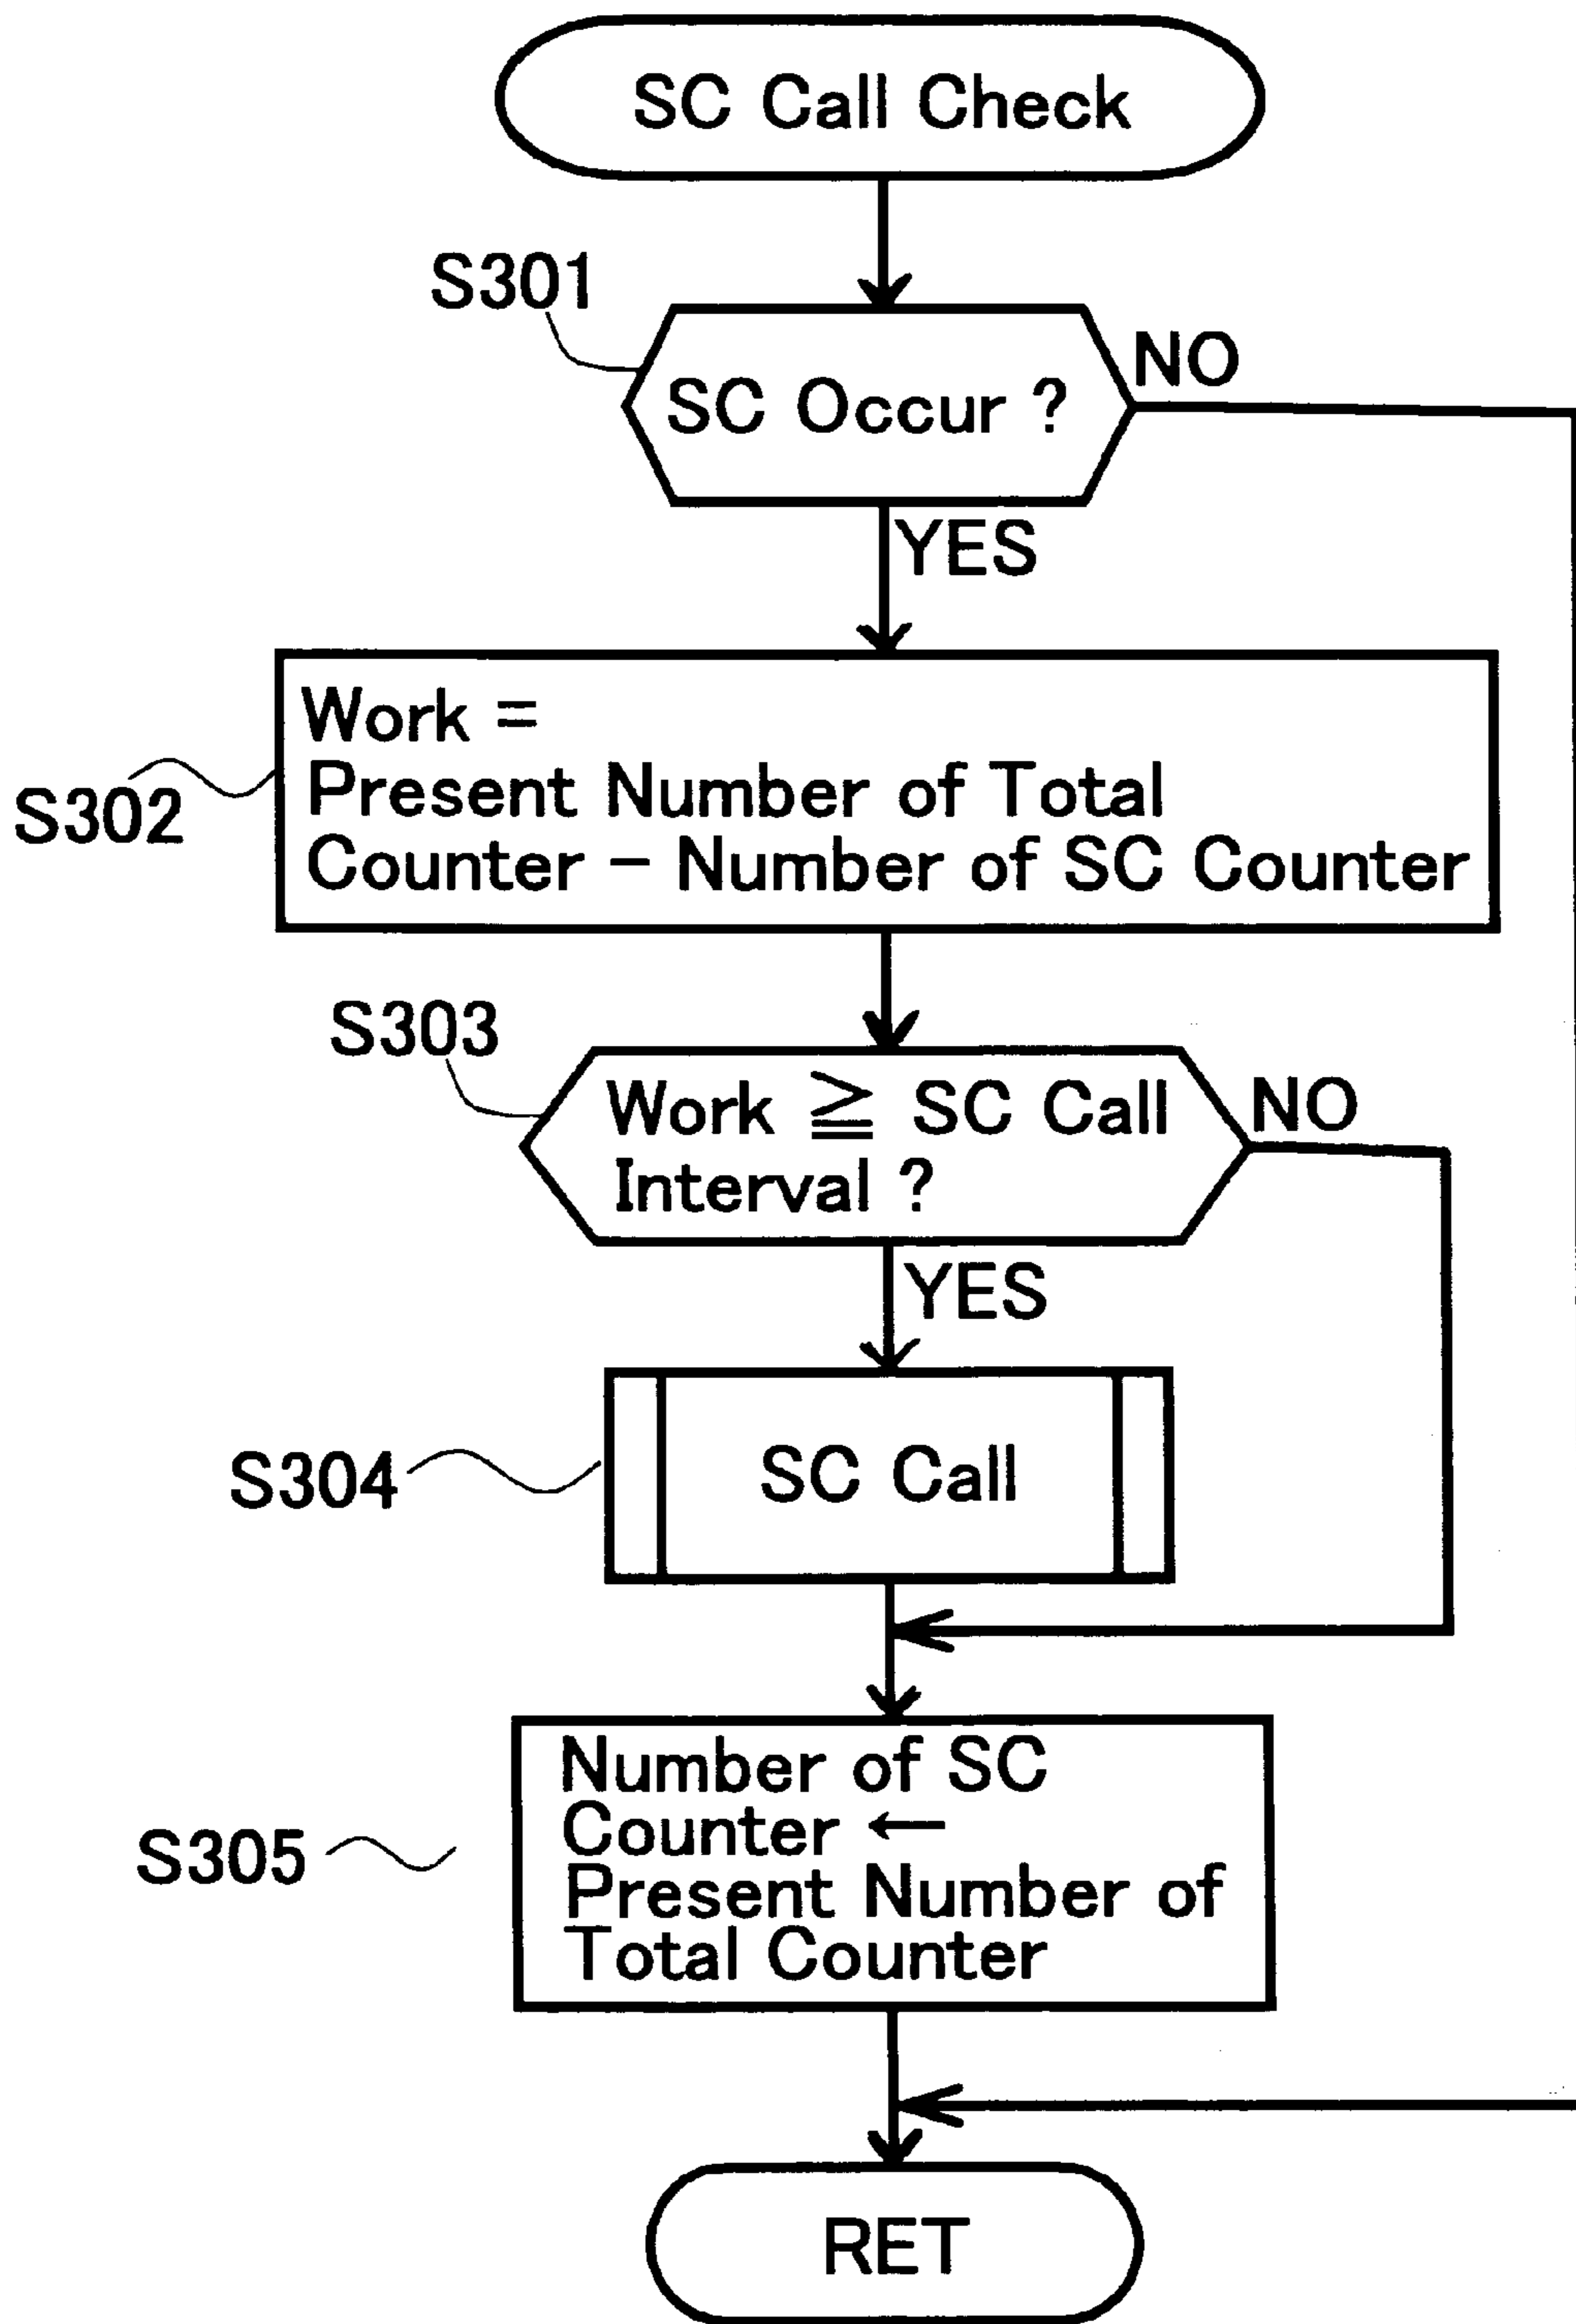 SC Call Check
S301
SC Occur ?
NO
YES
S302
Work =
Present Number of Total
Counter − Number of SC Counter
S303
Work ≧ SC Call
Interval ?
NO
YES
S304
SC Call
S305
Number of SC
Counter ←
Present Number of
Total Counter
RET